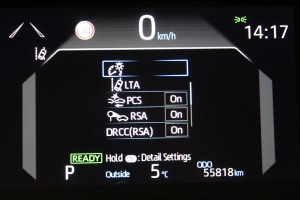 0 km/h
14:17
LTA
PCS On
RSA On
DRCC(RSA) On
READY Hold : Detail Settings
P Outside 5°C ODO 55818 km